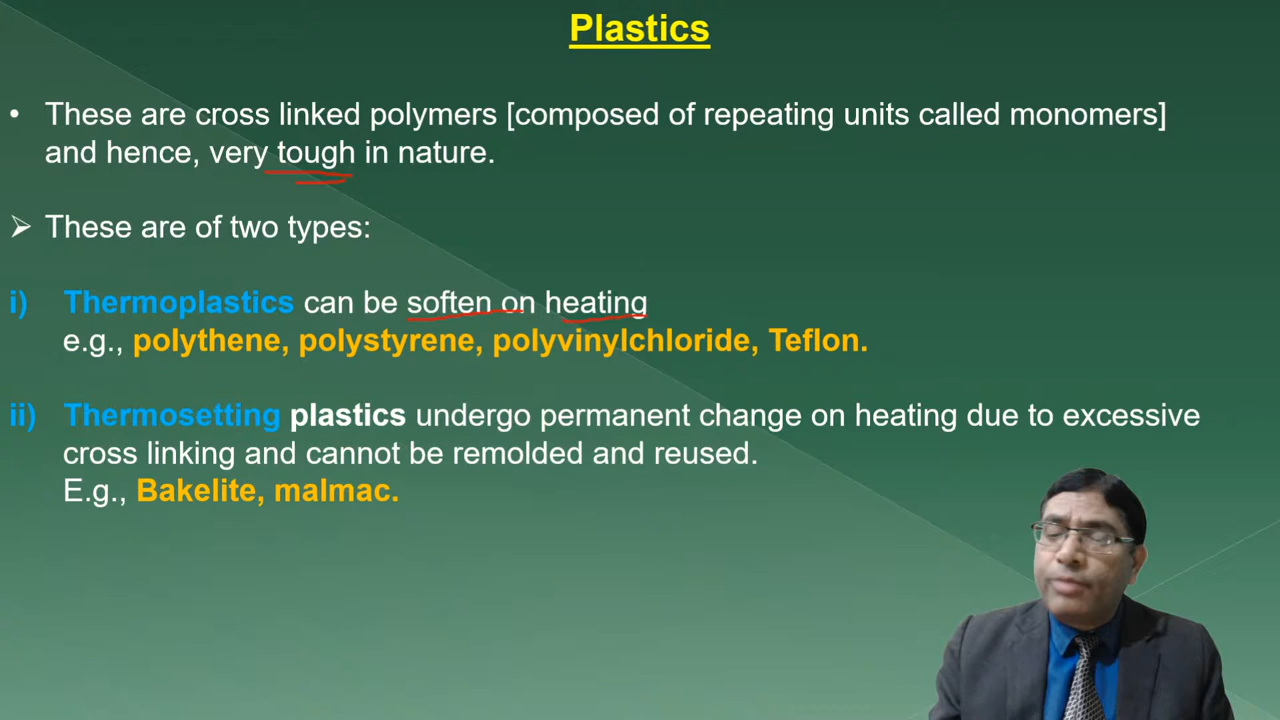 Plastics
• These are cross linked polymers [composed of repeating units called monomers]
and hence, very tough in nature.
➢ These are of two types:
i) Thermoplastics can be soften on heating
e.g., polythene, polystyrene, polyvinylchloride, Teflon.
ii) Thermosetting plastics undergo permanent change on heating due to excessive
cross linking and cannot be remolded and reused.
E.g., Bakelite, malmac.